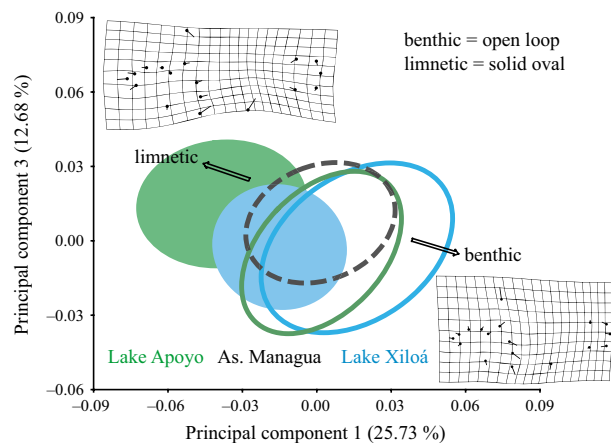 0.09
benthic = open loop
limnetic = solid oval
0.06
Principal component 3 (12.68 %)
0.03
limnetic
0.00
benthic
–0.03
Lake Apoyo As. Managua Lake Xiloá
–0.06
–0.09 –0.06 –0.03 0.00 0.03 0.06 0.09
Principal component 1 (25.73 %)